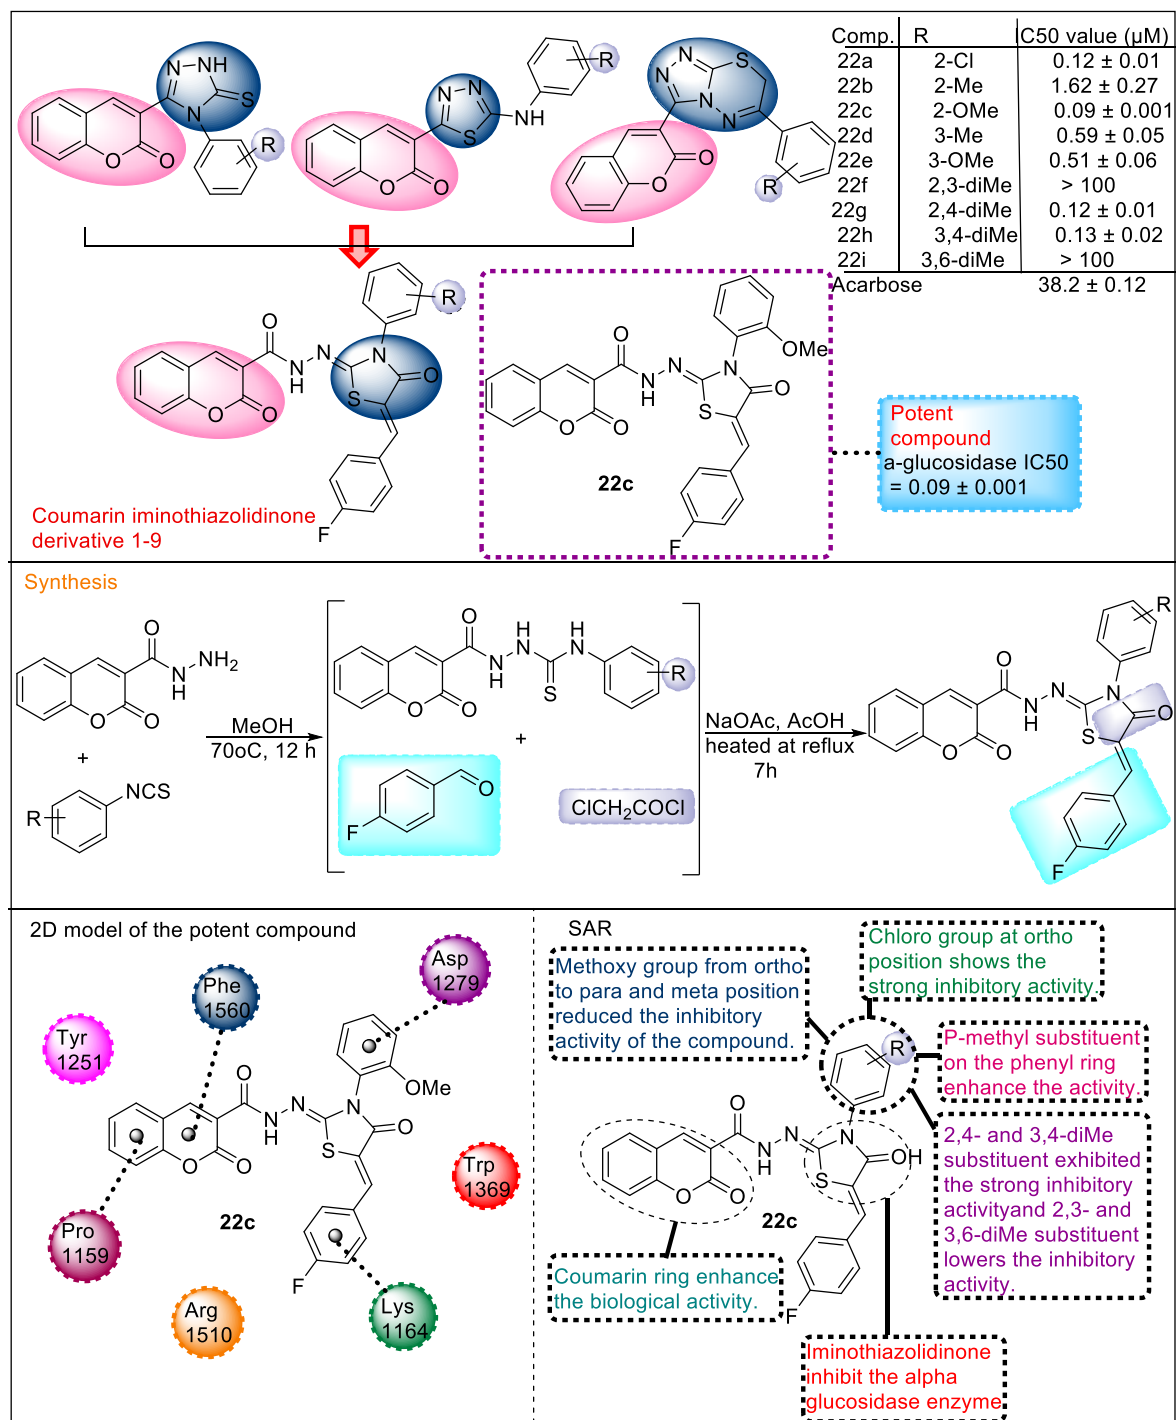 Comp. R IC50 value (µM)
22a 2-Cl 0.12 ± 0.01
22b 2-Me 1.62 ± 0.27
22c 2-OMe 0.09 ± 0.001
22d 3-Me 0.59 ± 0.05
22e 3-OMe 0.51 ± 0.06
22f 2,3-diMe > 100
22g 2,4-diMe 0.12 ± 0.01
22h 3,4-diMe 0.13 ± 0.02
22i 3,6-diMe > 100
Acarbose 38.2 ± 0.12
N NH
N
N
S
R
O O
N N
S
NH
R
O O
N
N
N
N
S
O
O
R
R
O
N
H
N
N
O
S
O O
F
Coumarin iminothiazolidinone
derivative 1-9
O
NH
N
N
OMe
O
S
O O
F
22c
Potent
compound
a-glucosidase IC50
= 0.09 ± 0.001
Synthesis
O
NH2
N
H
O O
+
NCS
R
MeOH
70oC, 12 h
O
H
N
H
N
N
H
S
R
O O
+
O
F
ClCH2COCl
NaOAc, AcOH
heated at reflux
7h
R
O
N
H
N
N
O
S
O O
F
2D model of the potent compound
Phe
1560
Asp
1279
Tyr
1251
O
N
H
N
N
OMe
O
S
O O
F
22c
Trp
1369
Pro
1159
Arg
1510
Lys
1164
SAR
Methoxy group from ortho
to para and meta position
reduced the inhibitory
activity of the compound.
Chloro group at ortho
position shows the
strong inhibitory activity.
P-methyl substituent
on the phenyl ring
enhance the activity.
2,4- and 3,4-diMe
substituent exhibited
the strong inhibitory
activityand 2,3- and
3,6-diMe substituent
lowers the inhibitory
activity.
R
O
N
H
N
N
OH
S
O O
F
22c
Coumarin ring enhance
the biological activity.
Iminothiazolidinone
inhibit the alpha
glucosidase enzyme